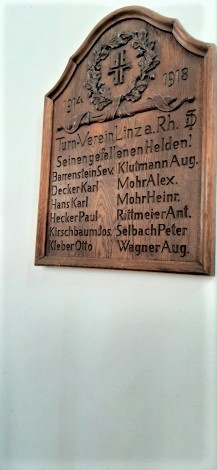 1914 1918
Turn-Verein Linz a. Rh. DT
Seinen gefallenen Helden!
Barrenstein Sev. Klutmann Aug.
Decker Karl Mohr Alex.
Hans Karl Mohr Heinr.
Hecker Paul Rittmeier Ant.
Kirschbaum Jos. Selbach Peter
Kleber Otto Wagner Aug.